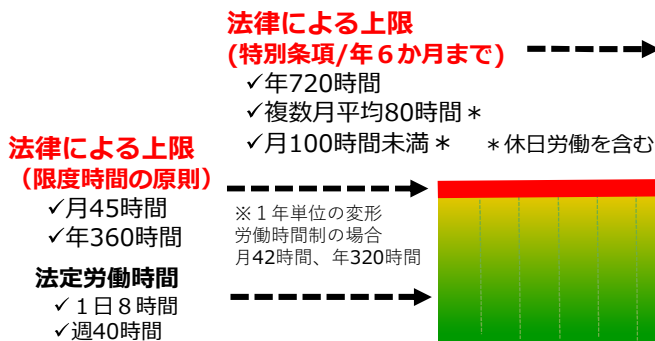 法律による上限
(特別条項/年６か月まで)
✓年720時間
✓複数月平均80時間＊
✓月100時間未満＊ ＊休日労働を含む
法律による上限
（限度時間の原則）
✓月45時間
✓年360時間
※１年単位の変形
労働時間制の場合
月42時間、年320時間
法定労働時間
✓１日８時間
✓週40時間